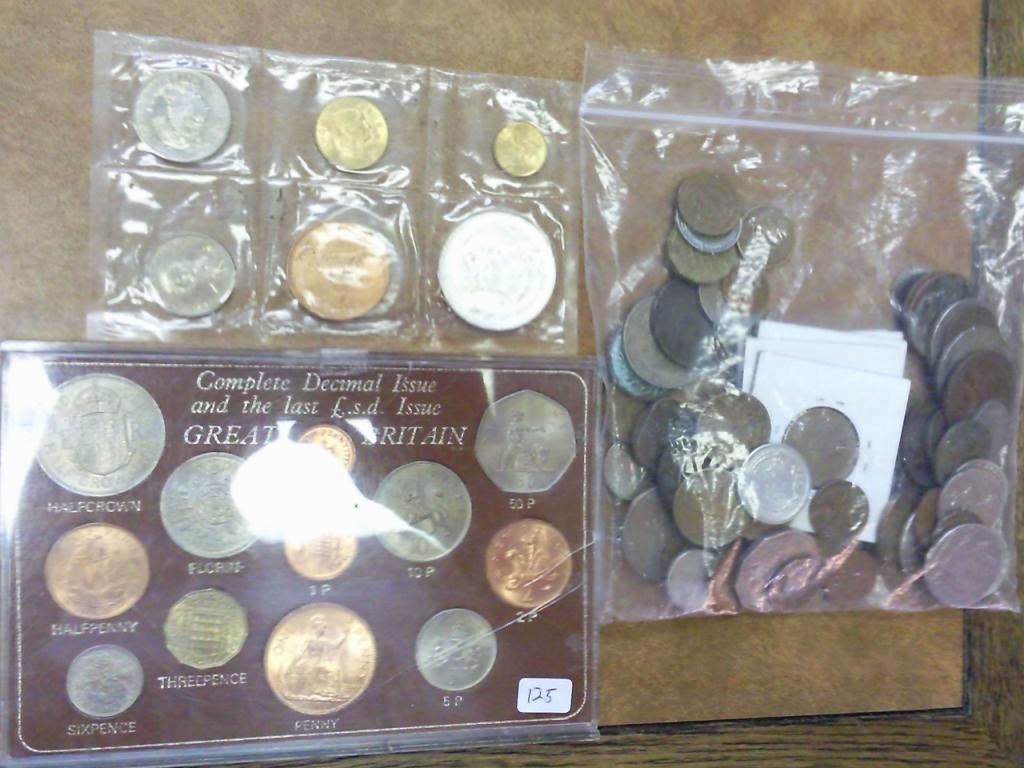 Complete Decimal Issue
and the last £.s.d. Issue
GREAT BRITAIN
HALFCROWN
50 P
FLORIN
10 P
1 P
HALFPENNY
2 P
THREEPENCE
5 P
SIXPENCE
PENNY
125